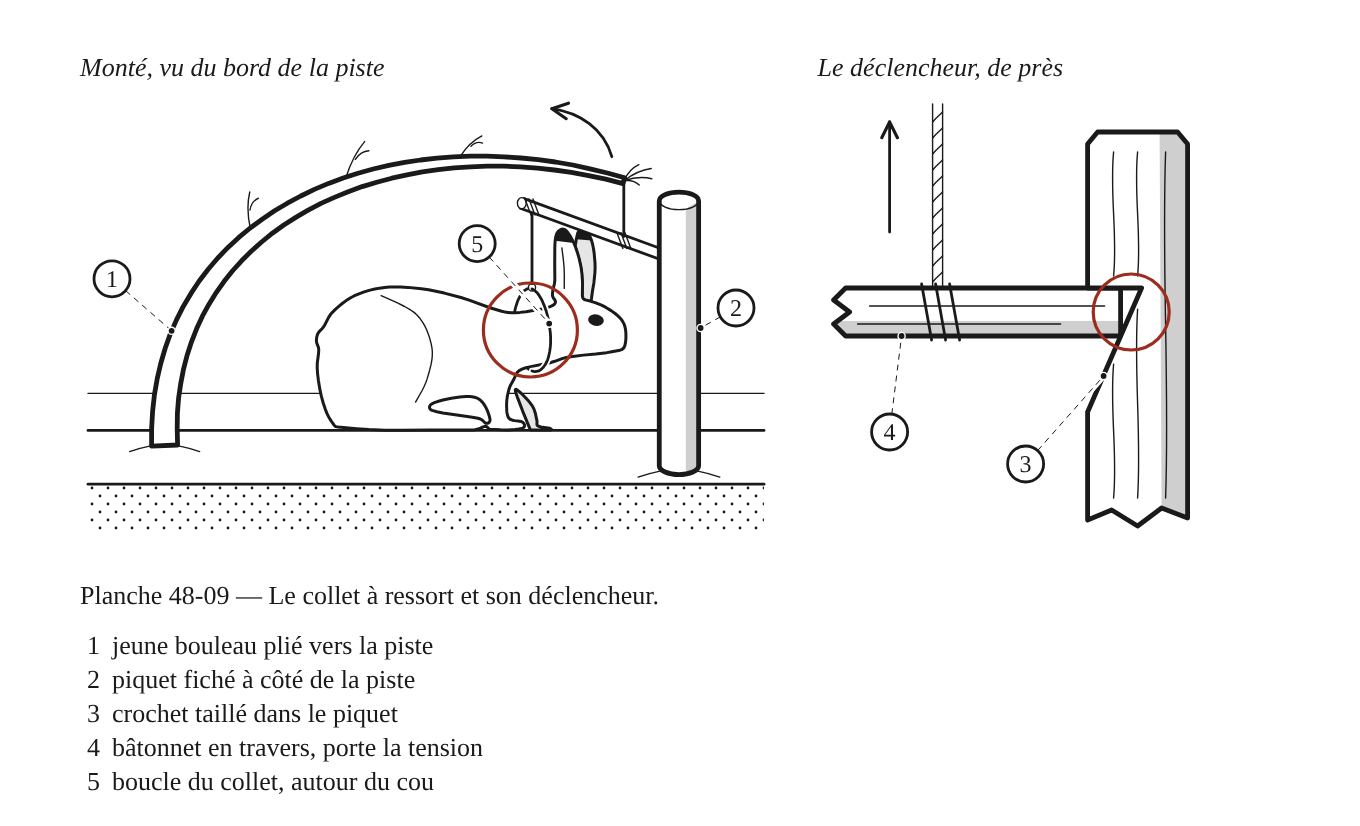 Monté, vu du bord de la piste
Le déclencheur, de près
1
5
2
4
3
Planche 48-09 — Le collet à ressort et son déclencheur.
1 jeune bouleau plié vers la piste
2 piquet fiché à côté de la piste
3 crochet taillé dans le piquet
4 bâtonnet en travers, porte la tension
5 boucle du collet, autour du cou